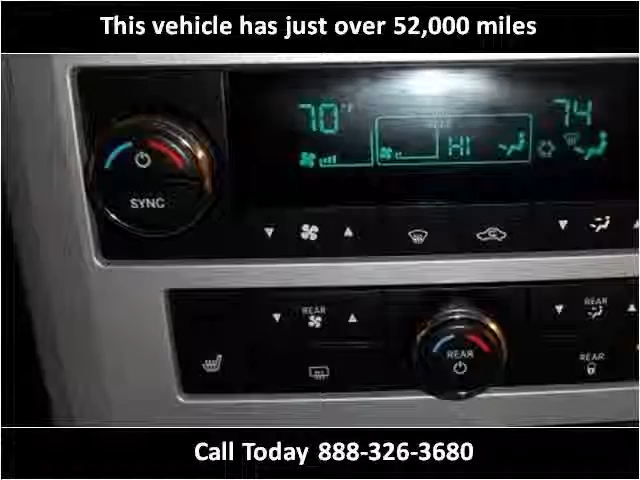 This vehicle has just over 52,000 miles
70°F
74
HI
SYNC
REAR
REAR
REAR
REAR
Call Today 888-326-3680